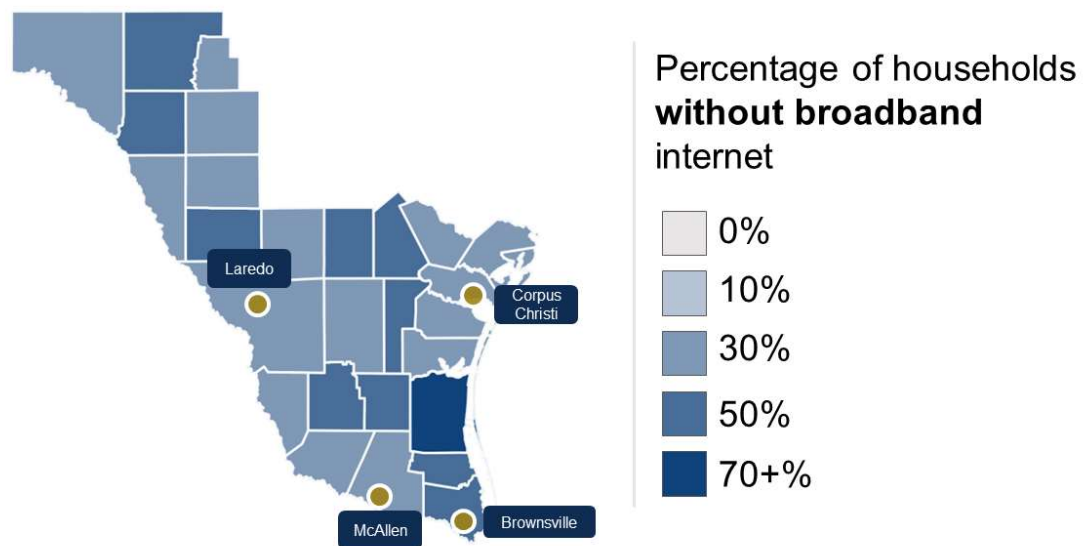 Percentage of households
without broadband
internet
0%
10%
30%
50%
70+%
Laredo
Corpus
Christi
McAllen
Brownsville